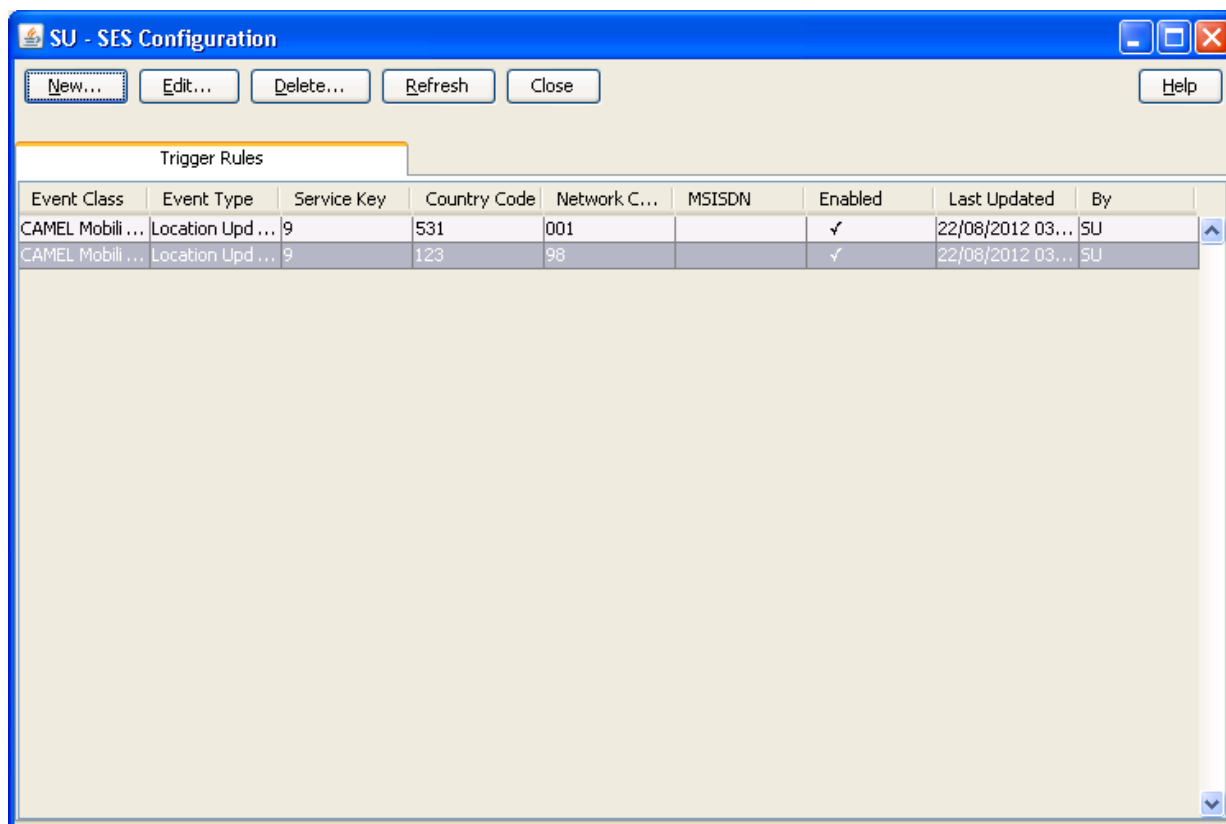 SU - SES Configuration
New... Edit... Delete... Refresh Close Help
Trigger Rules
Event Class Event Type Service Key Country Code Network C... MSISDN Enabled Last Updated By
CAMEL Mobili ... Location Upd ... 9 531 001 ✓ 22/08/2012 03... SU
CAMEL Mobili ... Location Upd ... 9 123 98 ✓ 22/08/2012 03... SU